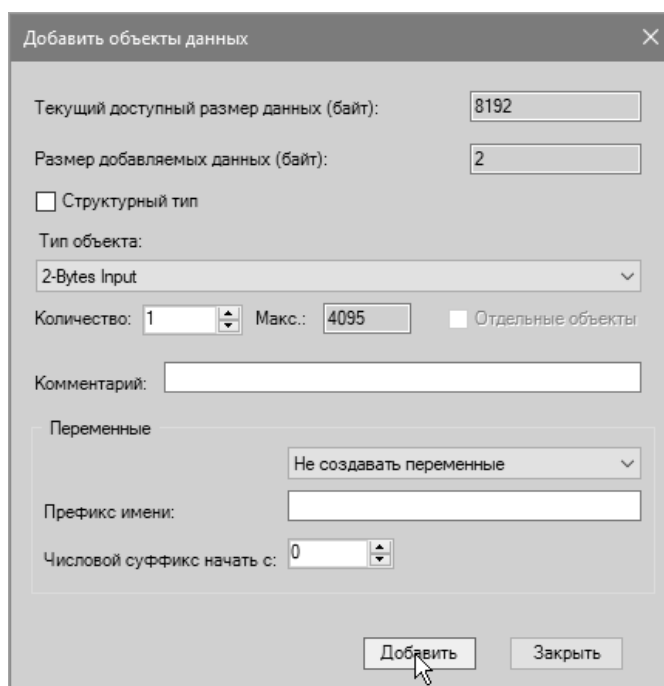 Добавить объекты данных
Текущий доступный размер данных (байт): 8192
Размер добавляемых данных (байт): 2
Структурный тип
Тип объекта:
2-Bytes Input
Количество: 1 Макс.: 4095 Отдельные объекты
Комментарий:
Переменные
Не создавать переменные
Префикс имени:
Числовой суффикс начать с: 0
Добавить Закрыть